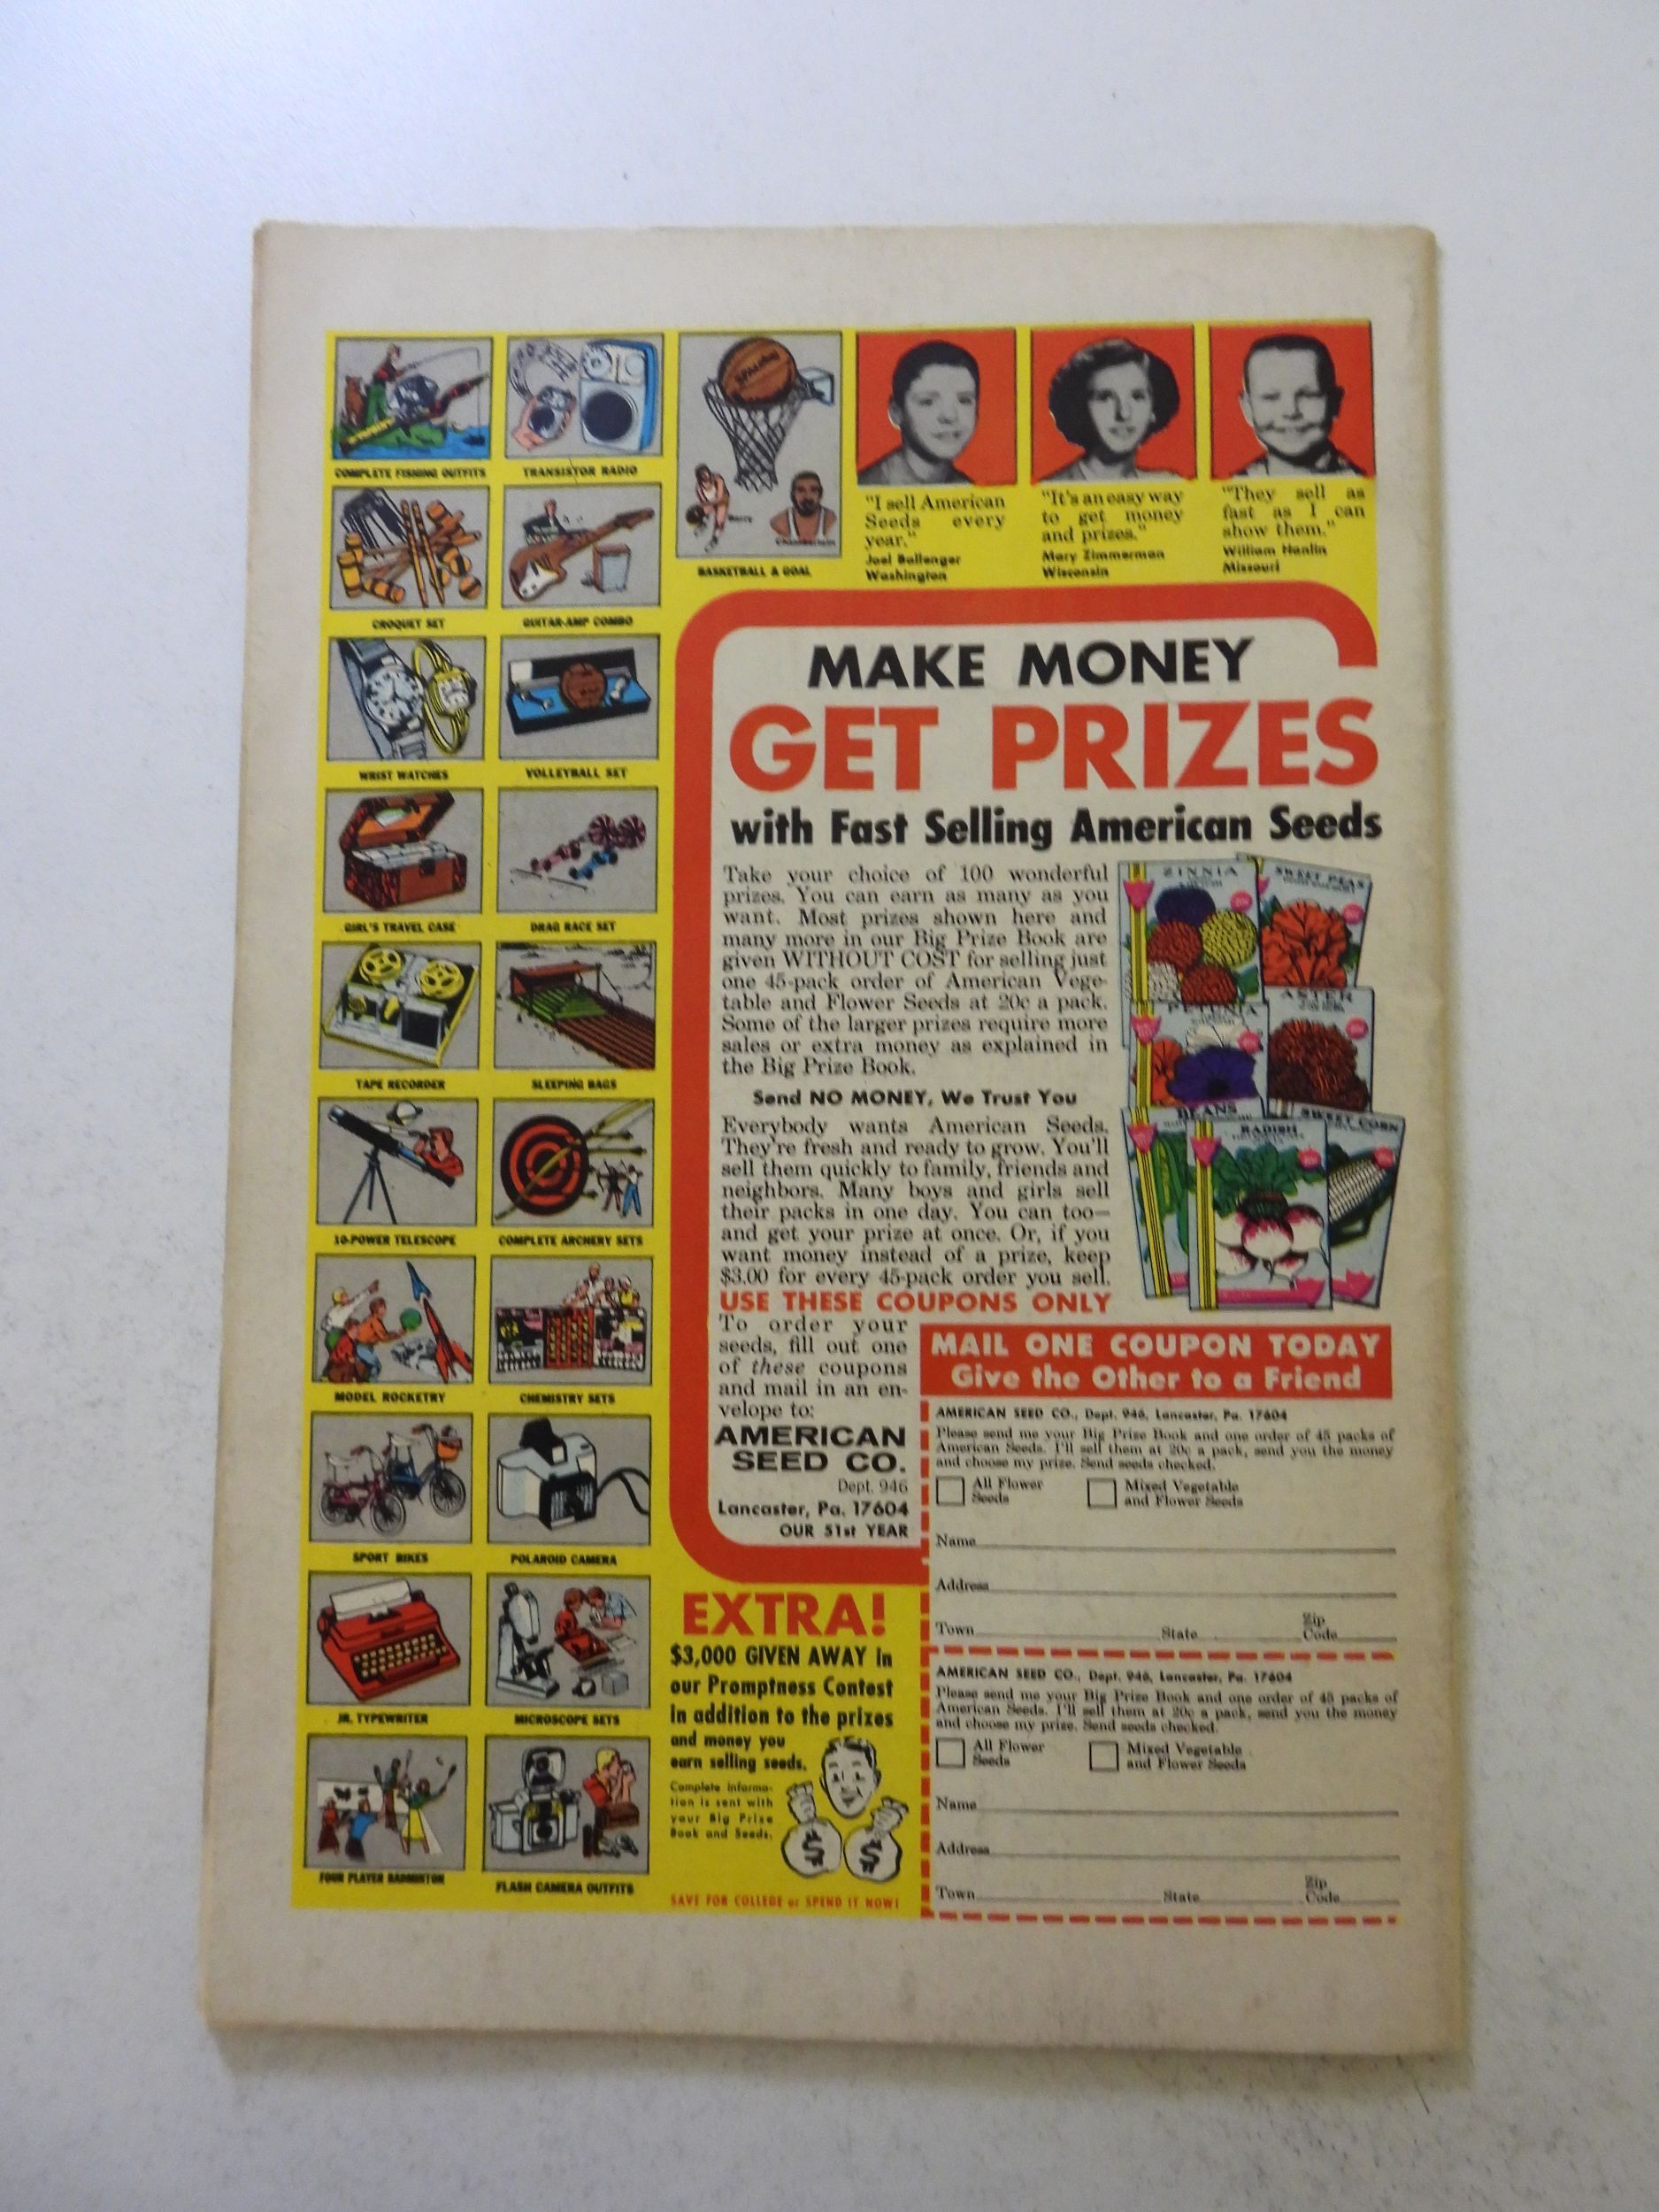 COMPLETE FISHING OUTFITS
TRANSISTOR RADIO
CROQUET SET
GUITAR-AMP COMBO
WRIST WATCHES
VOLLEYBALL SET
GIRL'S TRAVEL CASE
DRAG RACE SET
TAPE RECORDER
SLEEPING BAGS
10-POWER TELESCOPE
COMPLETE ARCHERY SETS
MODEL ROCKETRY
CHEMISTRY SETS
SPORT BIKES
POLAROID CAMERA
JR. TYPEWRITER
MICROSCOPE SETS
FOUR PLAYER BADMINTON
FLASH CAMERA OUTFITS
SPALDING
Barry
Chamberlain
BASKETBALL & GOAL
"I sell American
Seeds every
year."
Joel Ballenger
Washington
"It's an easy way
to get money
and prizes."
Mary Zimmerman
Wisconsin
"They sell as
fast as I can
show them."
William Hanlin
Missouri
MAKE MONEY
GET PRIZES
with Fast Selling American Seeds
Take your choice of 100 wonderful
prizes. You can earn as many as you
want. Most prizes shown here and
many more in our Big Prize Book are
given WITHOUT COST for selling just
one 45-pack order of American Vege-
table and Flower Seeds at 20c a pack.
Some of the larger prizes require more
sales or extra money as explained in
the Big Prize Book.
Send NO MONEY, We Trust You
Everybody wants American Seeds.
They're fresh and ready to grow. You'll
sell them quickly to family, friends and
neighbors. Many boys and girls sell
their packs in one day. You can too—
and get your prize at once. Or, if you
want money instead of a prize, keep
$3.00 for every 45-pack order you sell.
USE THESE COUPONS ONLY
To order your
seeds, fill out one
of these coupons
and mail in an en-
velope to:
AMERICAN
SEED CO.
Dept. 946
Lancaster, Pa. 17604
OUR 51st YEAR
ZINNIA
SWEET PEAS
PETUNIA
ASTER
BEANS
RADISH
SWEET CORN
MAIL ONE COUPON TODAY
Give the Other to a Friend
AMERICAN SEED CO., Dept. 946, Lancaster, Pa. 17604
Please send me your Big Prize Book and one order of 45 packs of
American Seeds. I'll sell them at 20c a pack, send you the money
and choose my prize. Send seeds checked.
All Flower
Seeds
Mixed Vegetable
and Flower Seeds
Name
Address
Town State Zip
Code
AMERICAN SEED CO., Dept. 946, Lancaster, Pa. 17604
Please send me your Big Prize Book and one order of 45 packs of
American Seeds. I'll sell them at 20c a pack, send you the money
and choose my prize. Send seeds checked.
All Flower
Seeds
Mixed Vegetable
and Flower Seeds
Name
Address
Town State Zip
Code
EXTRA!
$3,000 GIVEN AWAY in
our Promptness Contest
in addition to the prizes
and money you
earn selling seeds.
Complete informa-
tion is sent with
your Big Prize
Book and Seeds.
$ $
SAVE FOR COLLEGE or SPEND IT NOW!